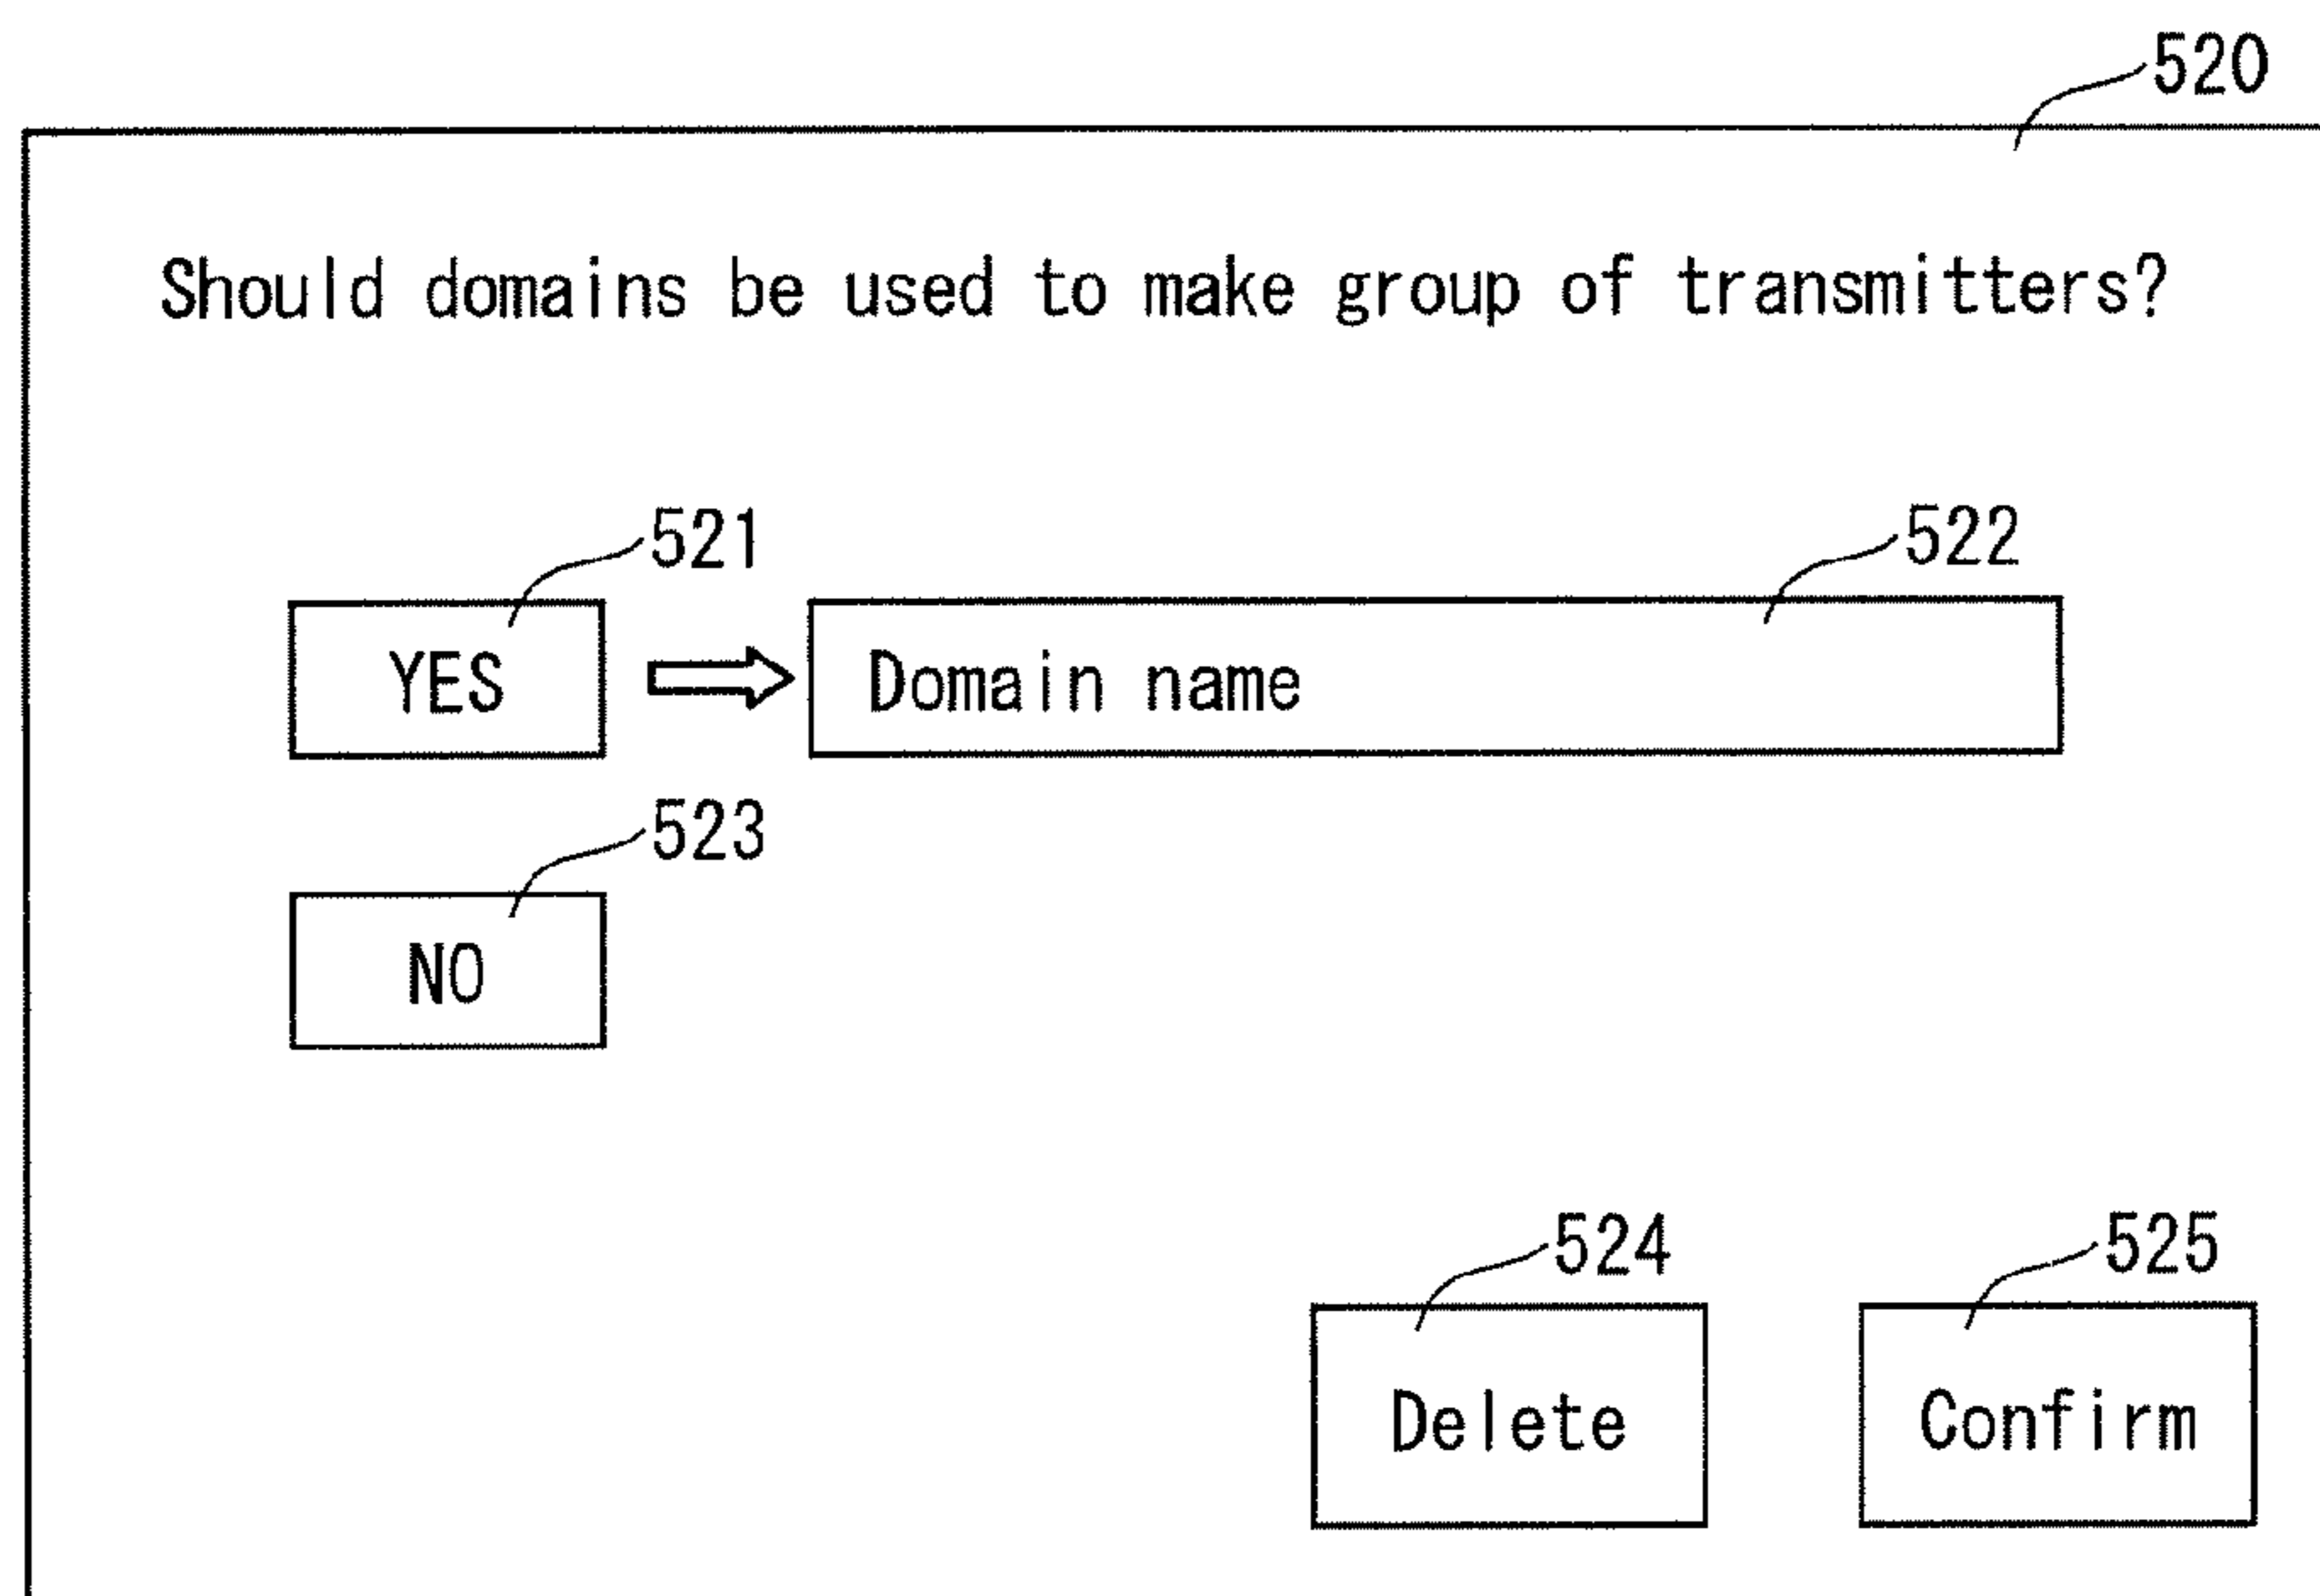 520
Should domains be used to make group of transmitters?
521
522
YES
Domain name
523
NO
524
525
Delete
Confirm